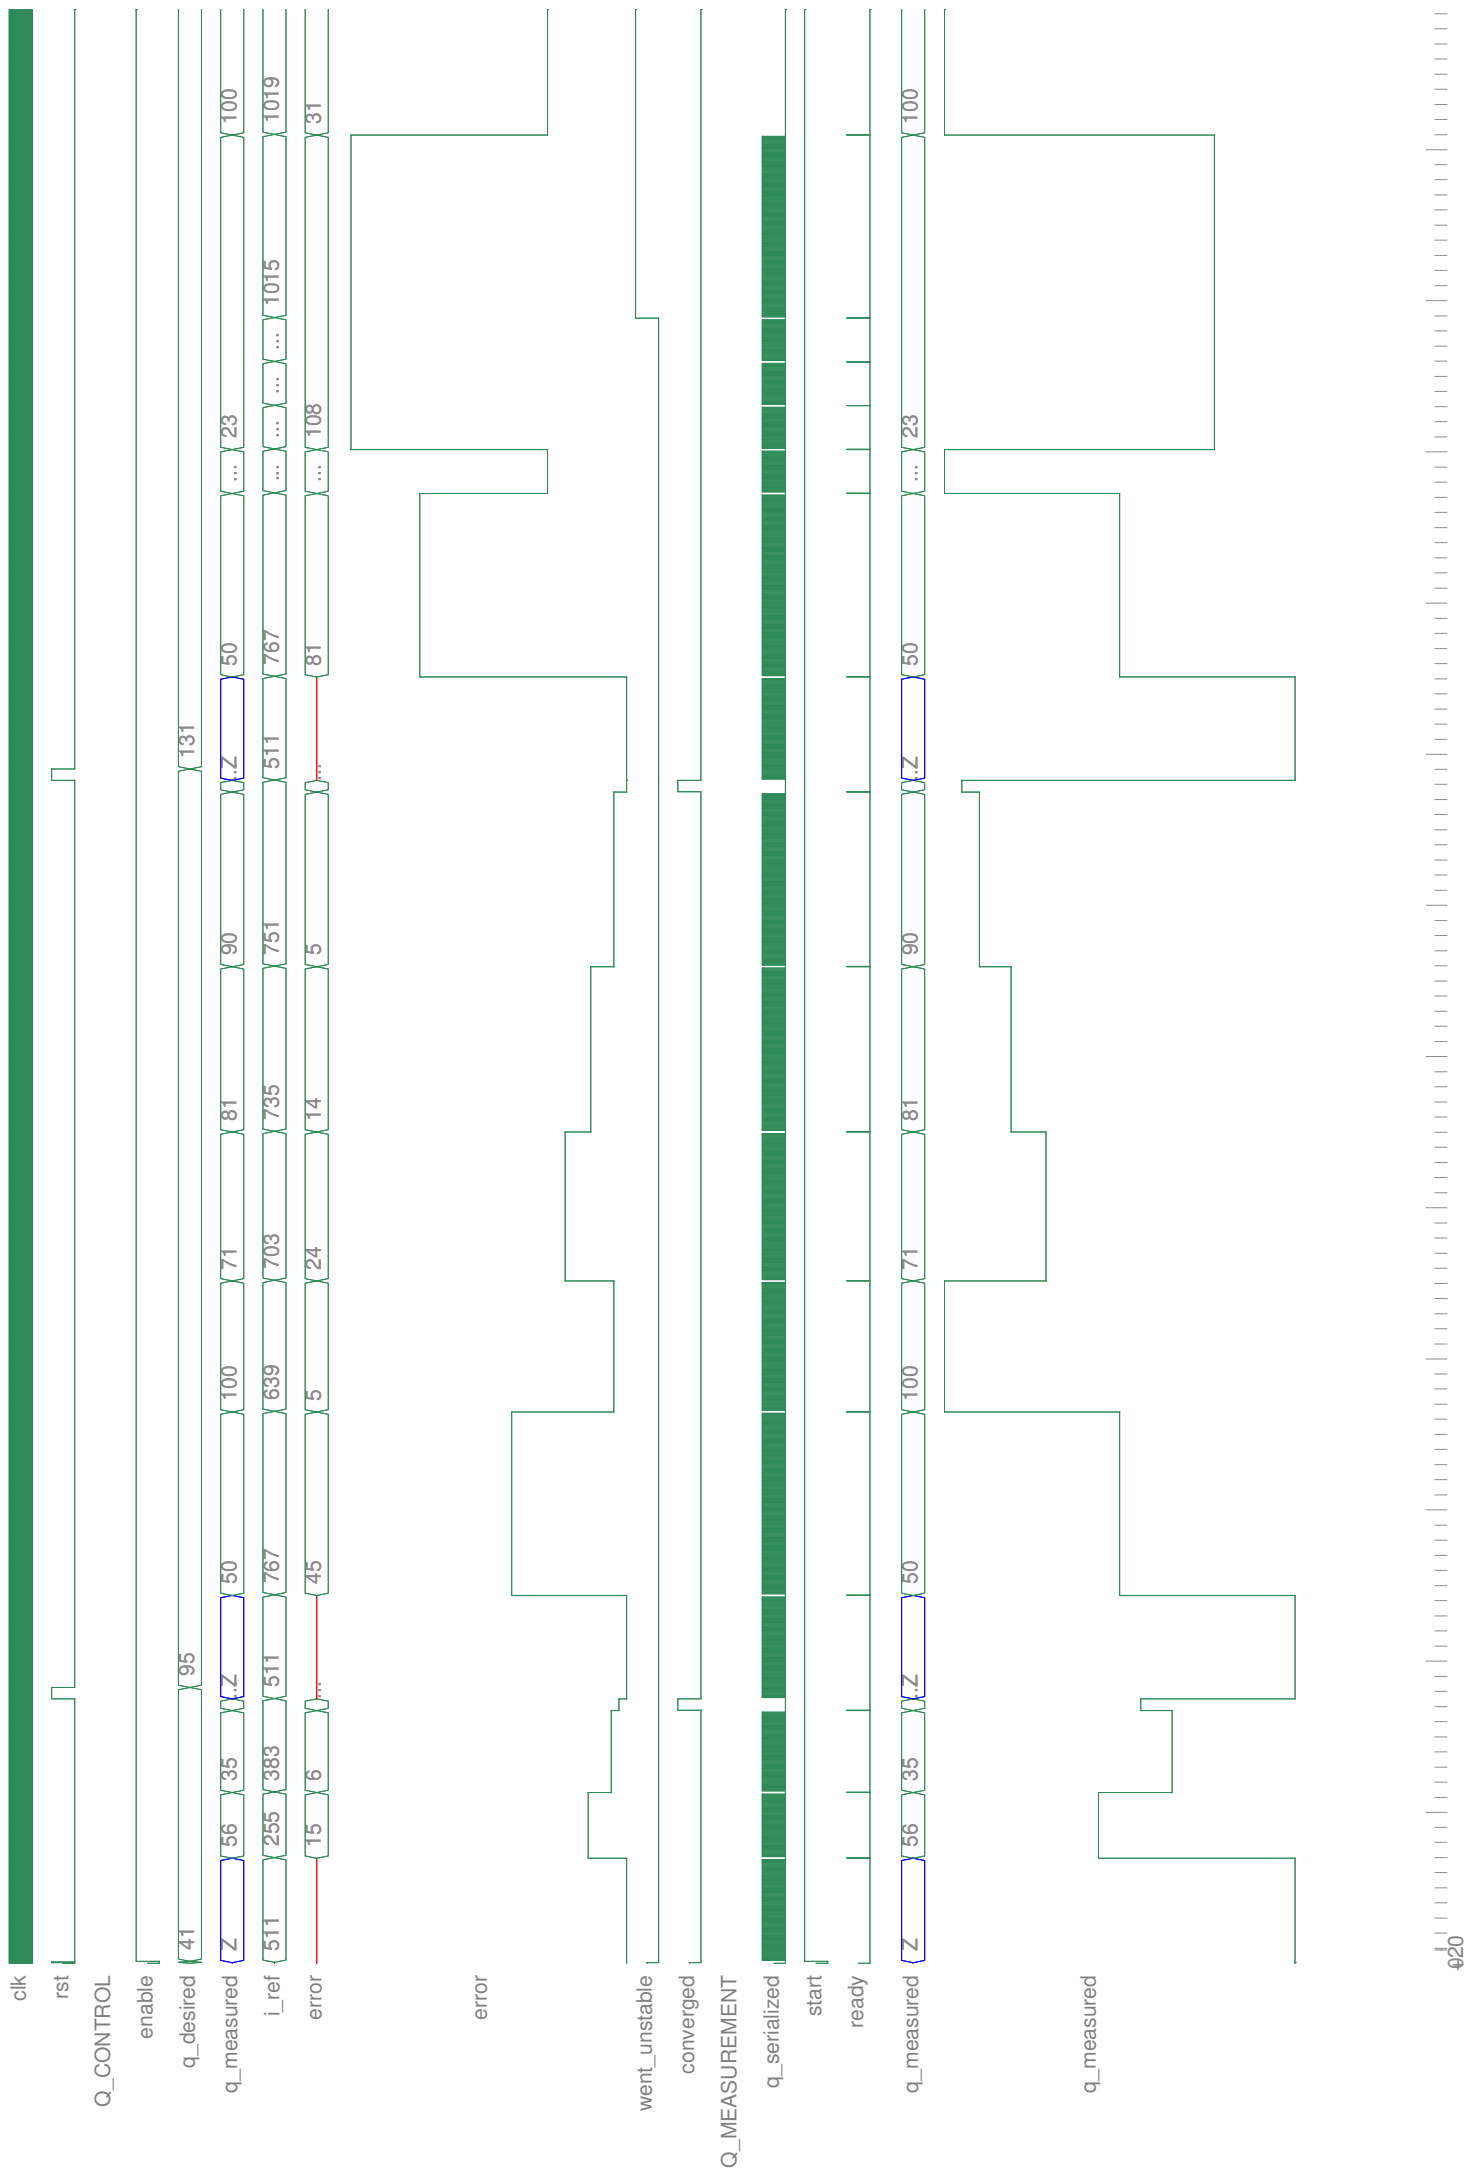 clk
rst
Q_CONTROL
enable
q_desired 41 95 131
q_measured Z 56 35 ..Z 50 100 71 81 90 ..Z 50 ... 23 100
i_ref 511 255 383 511 767 639 703 735 751 511 767 ... ... ... ... 1015 1019
error 15 6 ... 45 5 24 14 5 ... 81 ... 108 31
error
went_unstable
converged
Q_MEASUREMENT
q_serialized
start
ready
q_measured Z 56 35 ..Z 50 100 71 81 90 ..Z 50 ... 23 100
q_measured